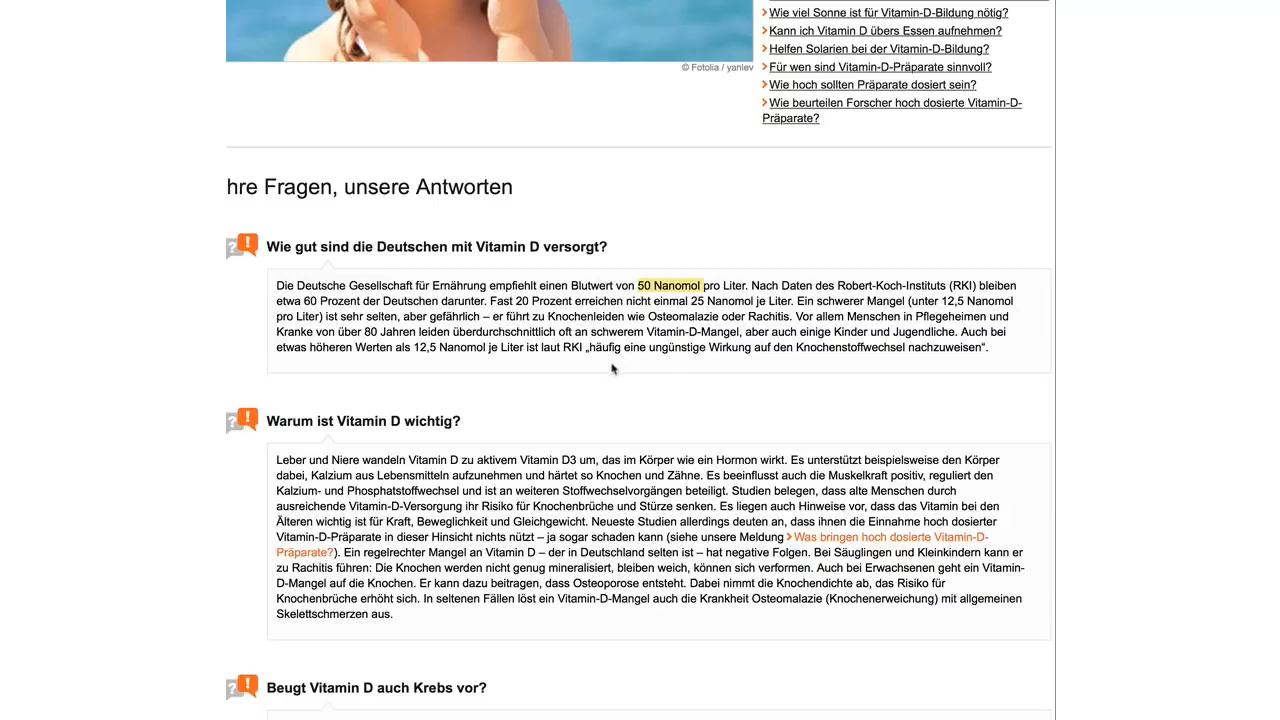 Wie viel Sonne ist für Vitamin-D-Bildung nötig?
Kann ich Vitamin D übers Essen aufnehmen?
Helfen Solarien bei der Vitamin-D-Bildung?
Für wen sind Vitamin-D-Präparate sinnvoll?
Wie hoch sollten Präparate dosiert sein?
Wie beurteilen Forscher hoch dosierte Vitamin-D-
Präparate?
© Fotolia / yanlev
hre Fragen, unsere Antworten
Wie gut sind die Deutschen mit Vitamin D versorgt?
Die Deutsche Gesellschaft für Ernährung empfiehlt einen Blutwert von 50 Nanomol pro Liter. Nach Daten des Robert-Koch-Instituts (RKI) bleiben
etwa 60 Prozent der Deutschen darunter. Fast 20 Prozent erreichen nicht einmal 25 Nanomol je Liter. Ein schwerer Mangel (unter 12,5 Nanomol
pro Liter) ist sehr selten, aber gefährlich – er führt zu Knochenleiden wie Osteomalazie oder Rachitis. Vor allem Menschen in Pflegeheimen und
Kranke von über 80 Jahren leiden überdurchschnittlich oft an schwerem Vitamin-D-Mangel, aber auch einige Kinder und Jugendliche. Auch bei
etwas höheren Werten als 12,5 Nanomol je Liter ist laut RKI „häufig eine ungünstige Wirkung auf den Knochenstoffwechsel nachzuweisen“.
Warum ist Vitamin D wichtig?
Leber und Niere wandeln Vitamin D zu aktivem Vitamin D3 um, das im Körper wie ein Hormon wirkt. Es unterstützt beispielsweise den Körper
dabei, Kalzium aus Lebensmitteln aufzunehmen und härtet so Knochen und Zähne. Es beeinflusst auch die Muskelkraft positiv, reguliert den
Kalzium- und Phosphatstoffwechsel und ist an weiteren Stoffwechselvorgängen beteiligt. Studien belegen, dass alte Menschen durch
ausreichende Vitamin-D-Versorgung ihr Risiko für Knochenbrüche und Stürze senken. Es liegen auch Hinweise vor, dass das Vitamin bei den
Älteren wichtig ist für Kraft, Beweglichkeit und Gleichgewicht. Neueste Studien allerdings deuten an, dass ihnen die Einnahme hoch dosierter
Vitamin-D-Präparate in dieser Hinsicht nichts nützt – ja sogar schaden kann (siehe unsere Meldung Was bringen hoch dosierte Vitamin-D-
Präparate?). Ein regelrechter Mangel an Vitamin D – der in Deutschland selten ist – hat negative Folgen. Bei Säuglingen und Kleinkindern kann er
zu Rachitis führen: Die Knochen werden nicht genug mineralisiert, bleiben weich, können sich verformen. Auch bei Erwachsenen geht ein Vitamin-
D-Mangel auf die Knochen. Er kann dazu beitragen, dass Osteoporose entsteht. Dabei nimmt die Knochendichte ab, das Risiko für
Knochenbrüche erhöht sich. In seltenen Fällen löst ein Vitamin-D-Mangel auch die Krankheit Osteomalazie (Knochenerweichung) mit allgemeinen
Skelettschmerzen aus.
Beugt Vitamin D auch Krebs vor?